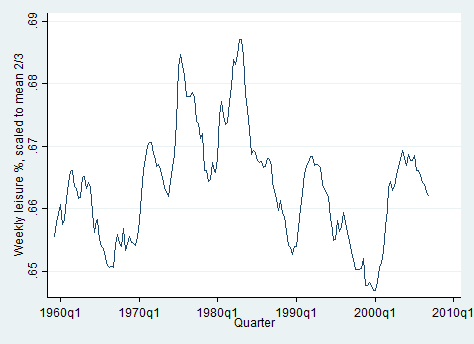 Weekly leisure %, scaled to mean 2/3
.69
.68
.67
.66
.65
1960q1 1970q1 1980q1 1990q1 2000q1 2010q1
Quarter